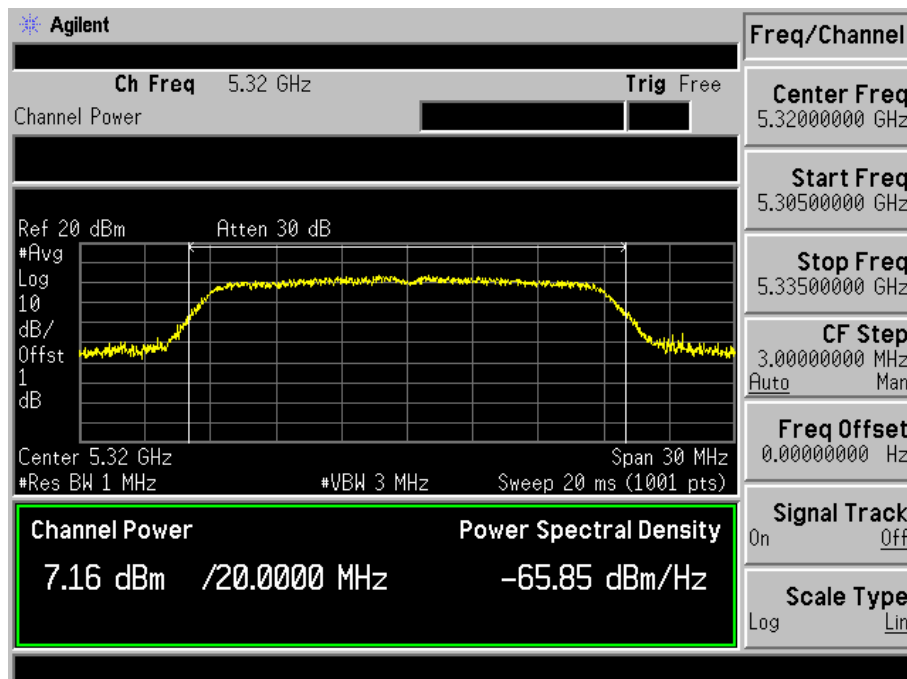 Agilent
Freq/Channel
Ch Freq 5.32 GHz Trig Free
Channel Power
Center Freq
5.32000000 GHz
Start Freq
5.30500000 GHz
Stop Freq
5.33500000 GHz
CF Step
3.00000000 MHz
Auto Man
Freq Offset
0.00000000 Hz
Signal Track
On Off
Scale Type
Log Lin
Ref 20 dBm Atten 30 dB
#Avg
Log
10
dB/
Offst
1
dB
Center 5.32 GHz Span 30 MHz
#Res BW 1 MHz #VBW 3 MHz Sweep 20 ms (1001 pts)
Channel Power Power Spectral Density
7.16 dBm /20.0000 MHz -65.85 dBm/Hz